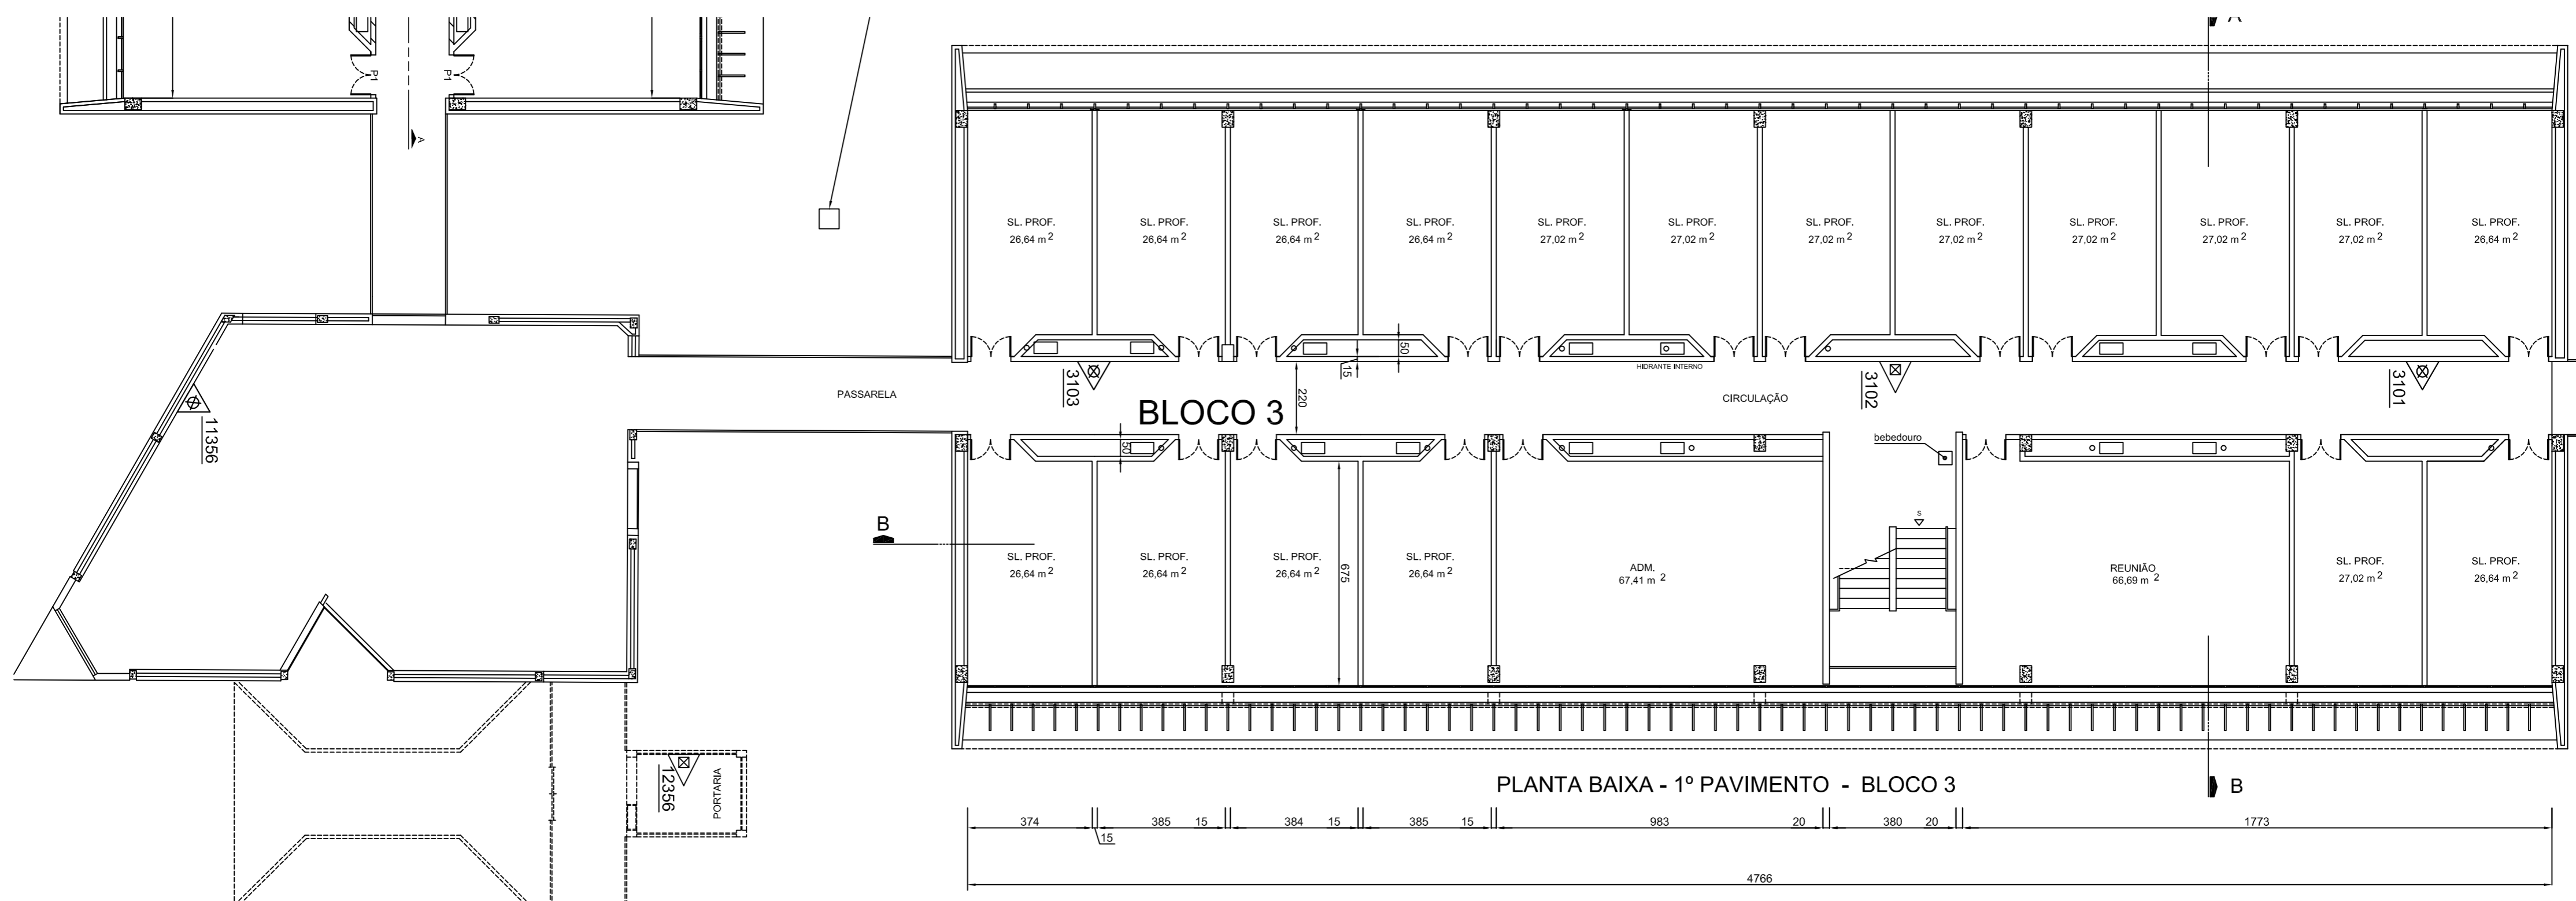 A
P1
P1
A
SL. PROF.
26,64 m 2
SL. PROF.
26,64 m 2
SL. PROF.
26,64 m 2
SL. PROF.
26,64 m 2
SL. PROF.
27,02 m 2
SL. PROF.
27,02 m 2
SL. PROF.
27,02 m 2
SL. PROF.
27,02 m 2
SL. PROF.
27,02 m 2
SL. PROF.
27,02 m 2
SL. PROF.
27,02 m 2
SL. PROF.
26,64 m 2
50
15
HIDRANTE INTERNO
3103
3102
3101
PASSARELA
220
CIRCULAÇÃO
BLOCO 3
11356
50
bebedouro
B
S
SL. PROF.
26,64 m 2
SL. PROF.
26,64 m 2
SL. PROF.
26,64 m 2
675
SL. PROF.
26,64 m 2
ADM.
67,41 m 2
REUNIÃO
66,69 m 2
SL. PROF.
27,02 m 2
SL. PROF.
26,64 m 2
12356
PORTARIA
PLANTA BAIXA - 1º PAVIMENTO - BLOCO 3
B
374 385 15 384 15 385 15 983 20 380 20 1773
15
4766